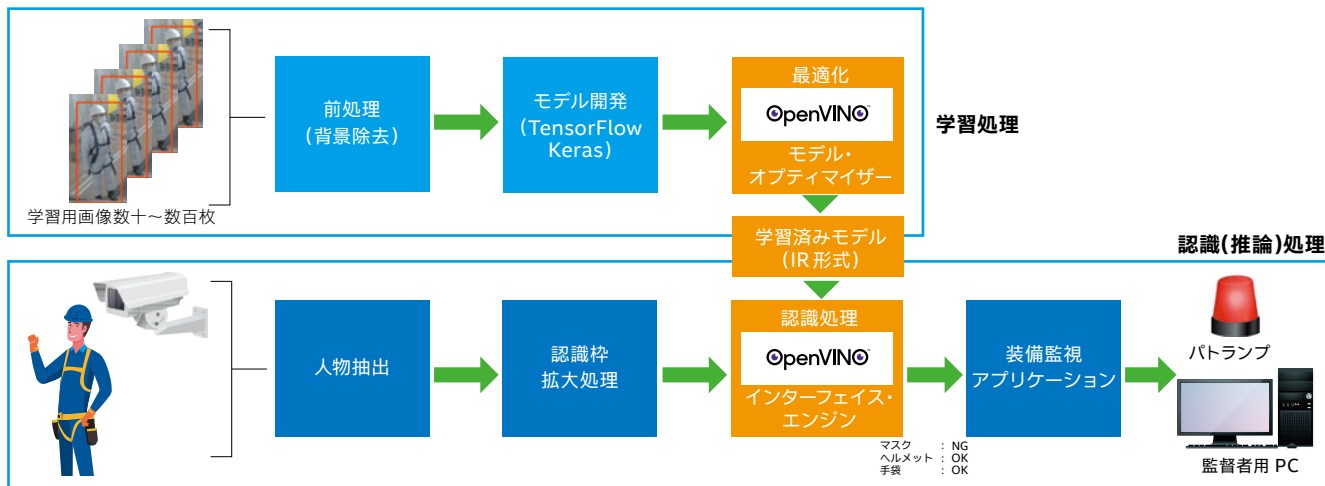 前処理
(背景除去)
モデル開発
(TensorFlow
Keras)
最適化
OpenVINO™
モデル・
オプティマイザー
学習処理
学習用画像数十～数百枚
学習済みモデル
(IR形式)
認識(推論)処理
人物抽出
認識枠
拡大処理
認識処理
OpenVINO™
インターフェイス・
エンジン
マスク : NG
ヘルメット : OK
手袋 : OK
装備監視
アプリケーション
パトランプ
監督者用 PC